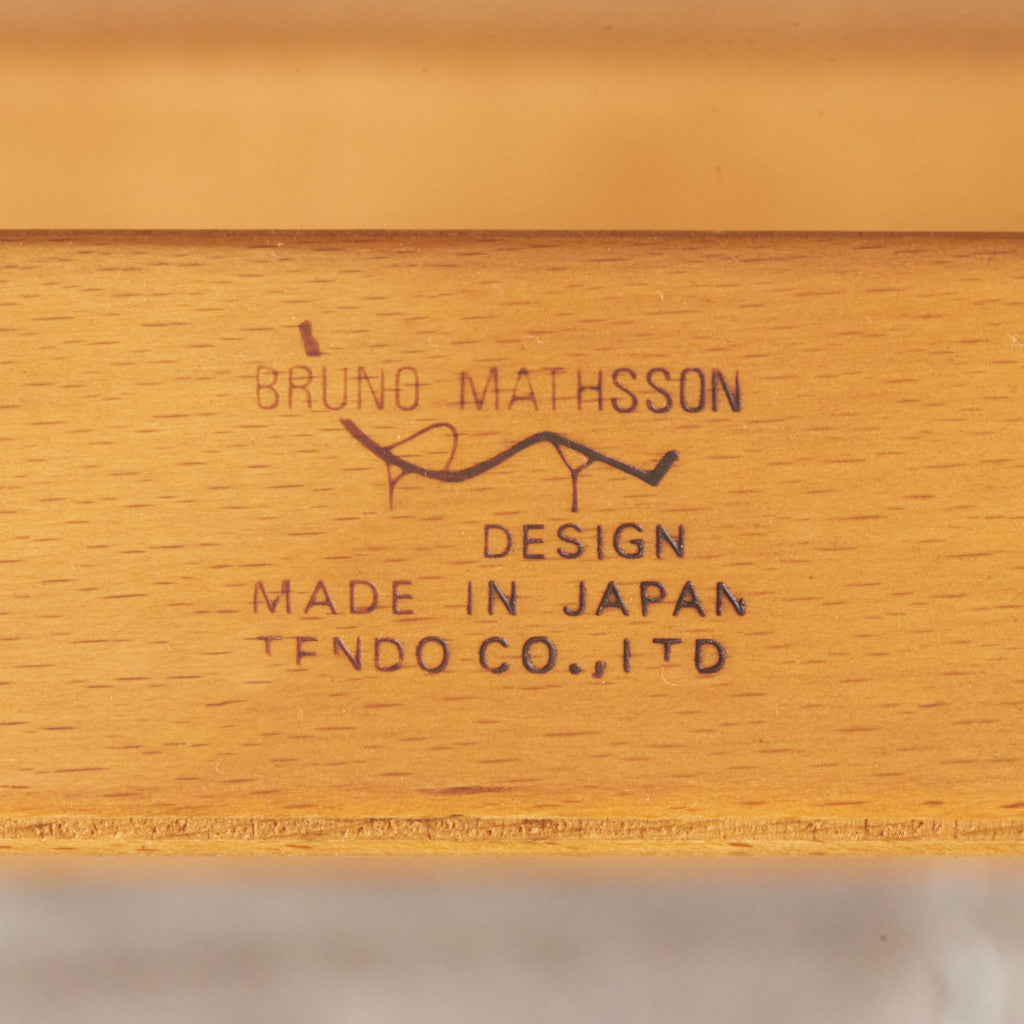 BRUNO MATHSSON
DESIGN
MADE IN JAPAN
TENDO CO.,LTD